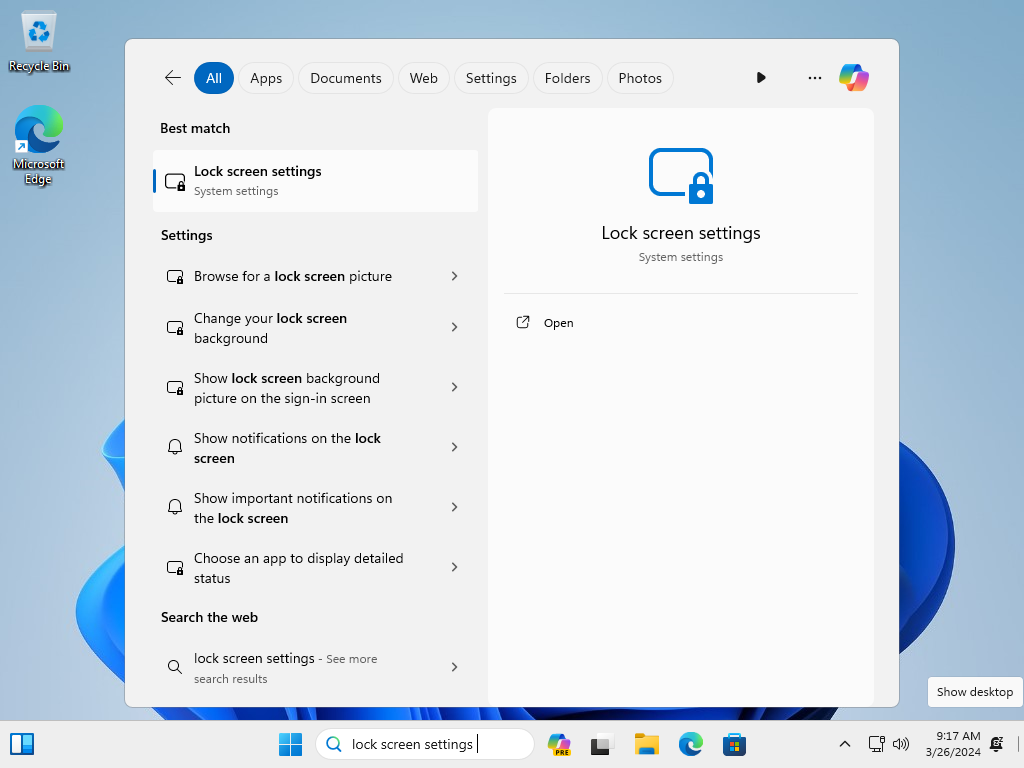 Recycle Bin
Microsoft
Edge
All
Apps
Documents
Web
Settings
Folders
Photos
Best match
Lock screen settings
System settings
Settings
Browse for a lock screen picture
Change your lock screen
background
Show lock screen background
picture on the sign-in screen
Show notifications on the lock
screen
Show important notifications on
the lock screen
Choose an app to display detailed
status
Search the web
lock screen settings - See more
search results
Lock screen settings
System settings
Open
Show desktop
lock screen settings
PRE
9:17 AM
3/26/2024